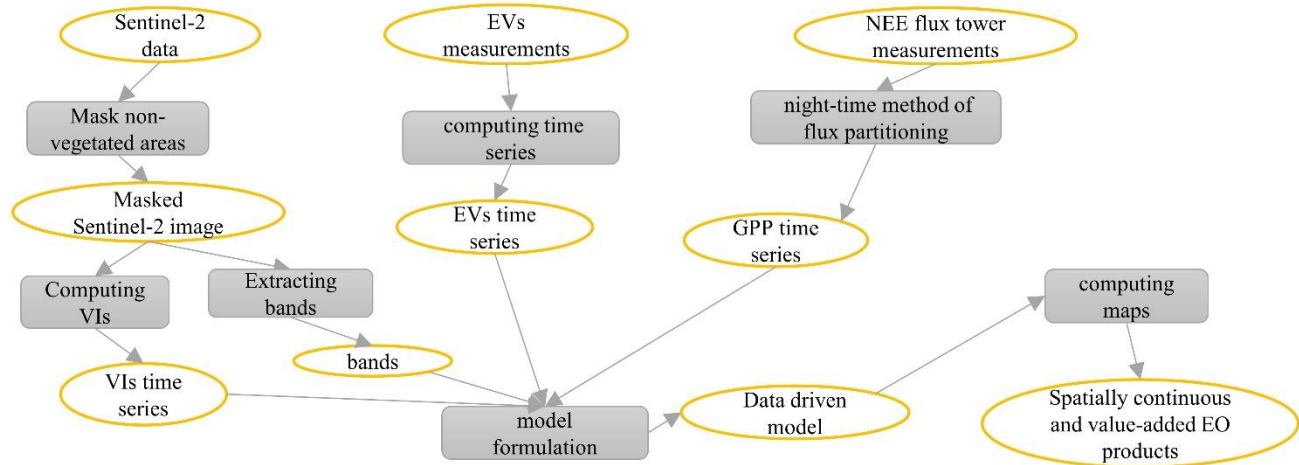 Sentinel-2
data
EVs
measurements
NEE flux tower
measurements
Mask non-
vegetated areas
computing time
series
night-time method of
flux partitioning
Masked
Sentinel-2 image
EVs time
series
GPP time
series
Computing
VIs
Extracting
bands
computing
maps
VIs time
series
bands
model
formulation
Data driven
model
Spatially continuous
and value-added EO
products